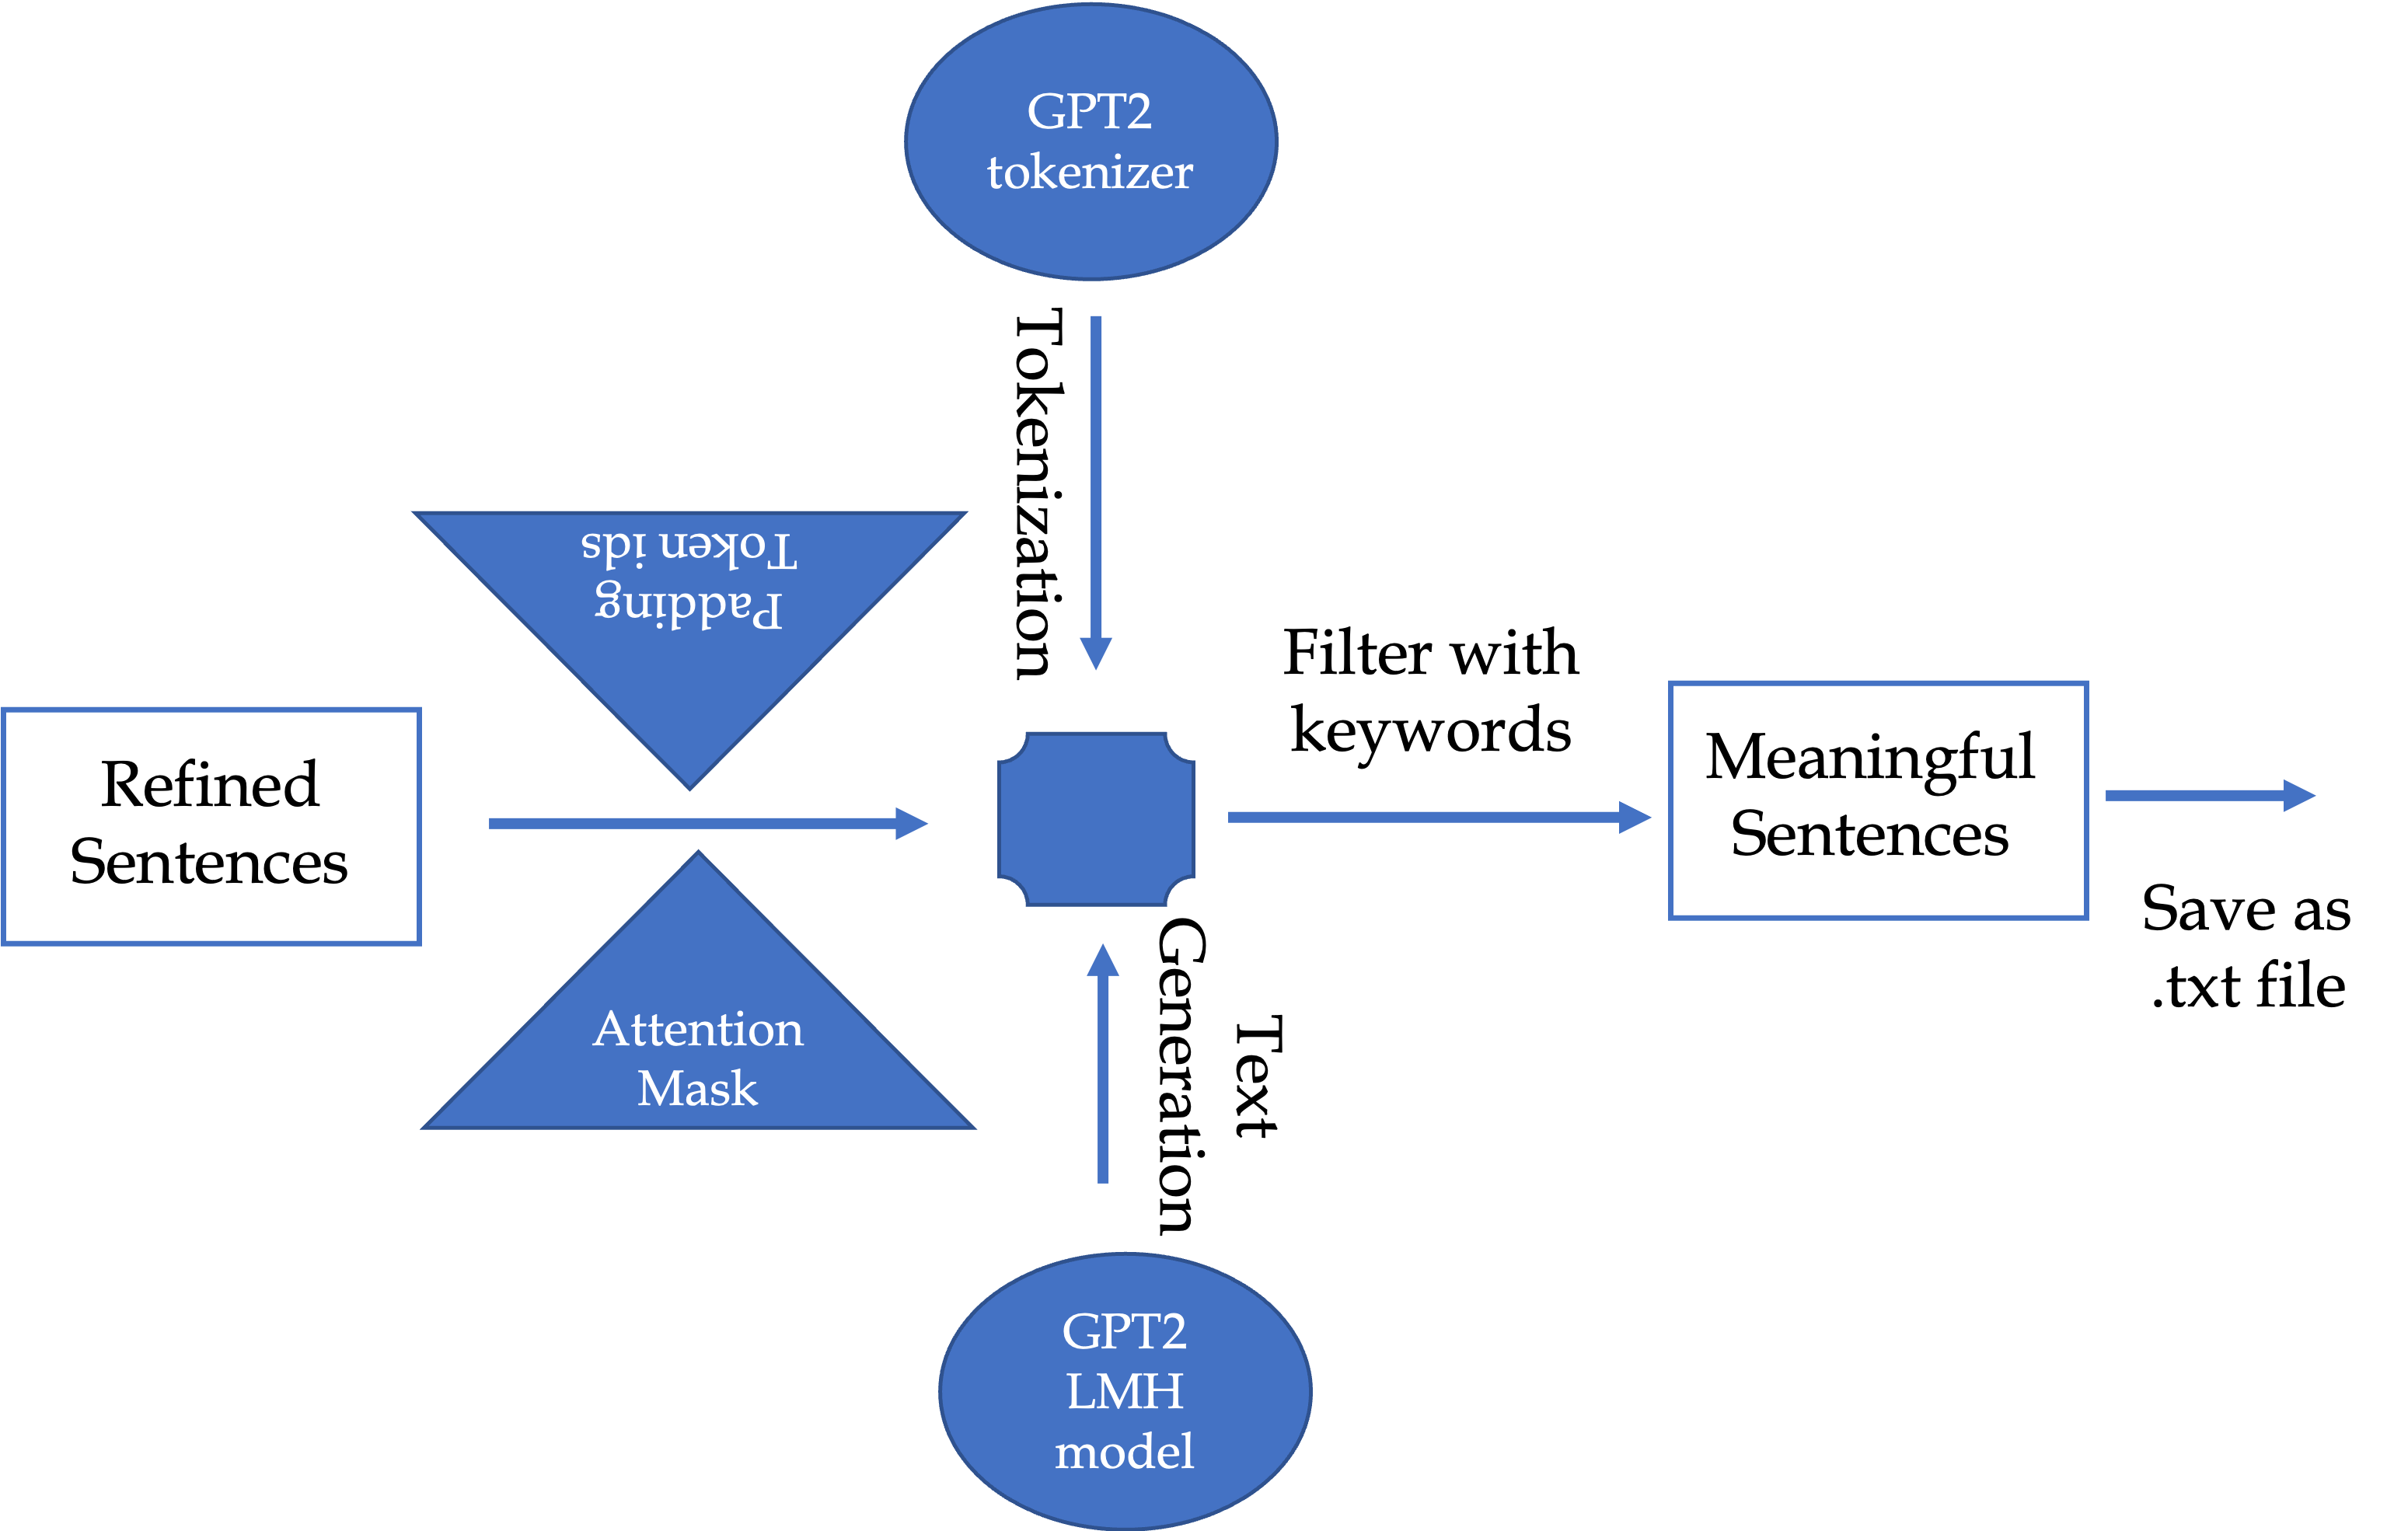 GPT2
tokenizer
Tokenization
Padding
Token ids
Refined
Sentences
Attention
Mask
Filter with
keywords
Meaningful
Sentences
Save as
.txt file
Text
Generation
GPT2
LMH
model